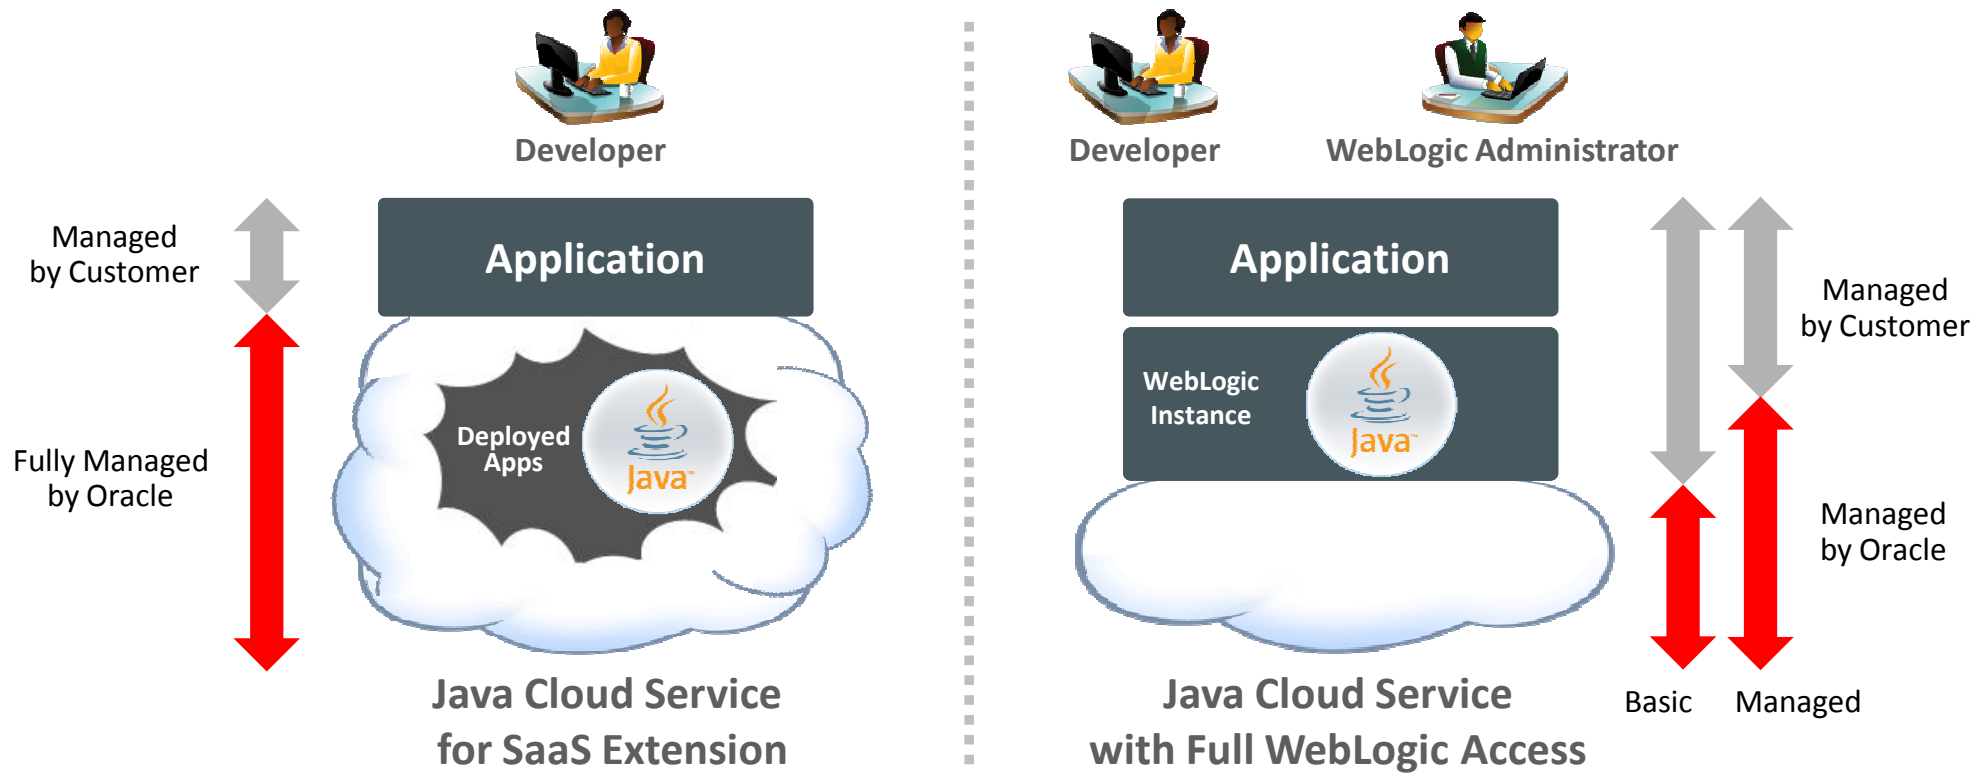 Developer
Managed
by Customer
Application
Fully Managed
by Oracle
Deployed
Apps
Java™
Java Cloud Service
for SaaS Extension
Developer
WebLogic Administrator
Application
WebLogic
Instance
Java™
Managed
by Customer
Managed
by Oracle
Basic
Managed
Java Cloud Service
with Full WebLogic Access